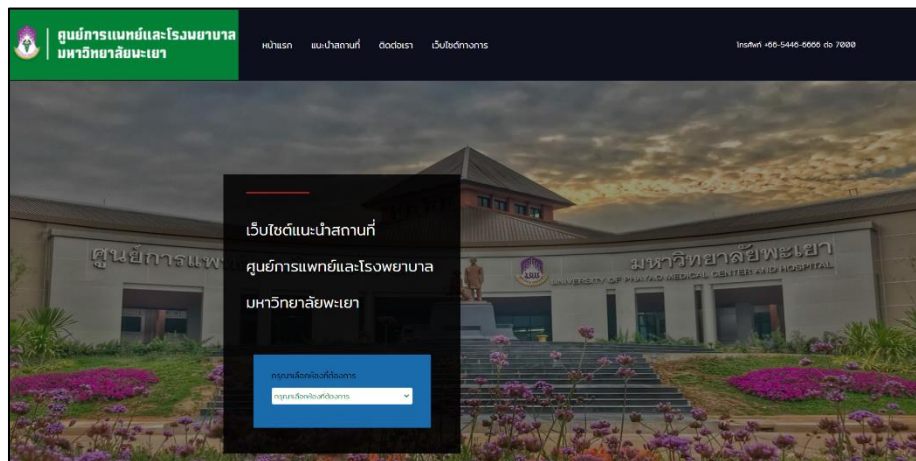 ศูนย์การแพทย์และโรงพยาบาล
มหาวิทยาลัยพะเยา
หน้าแรก แนะนำสถานที่ ติดต่อเรา เว็บไซต์ทางการ
โทรศัพท์ +66-5446-6666 ต่อ 7000
เว็บไซต์แนะนำสถานที่
ศูนย์การแพทย์และโรงพยาบาล
มหาวิทยาลัยพะเยา
กรุณาเลือกห้องที่ต้องการ
กรุณาเลือกห้องที่ต้องการ
ศูนย์การแพท
มหาวิทยาลัยพะเยา
UNIVERSITY OF PHAYAO MEDICAL CENTER AND HOSPITAL